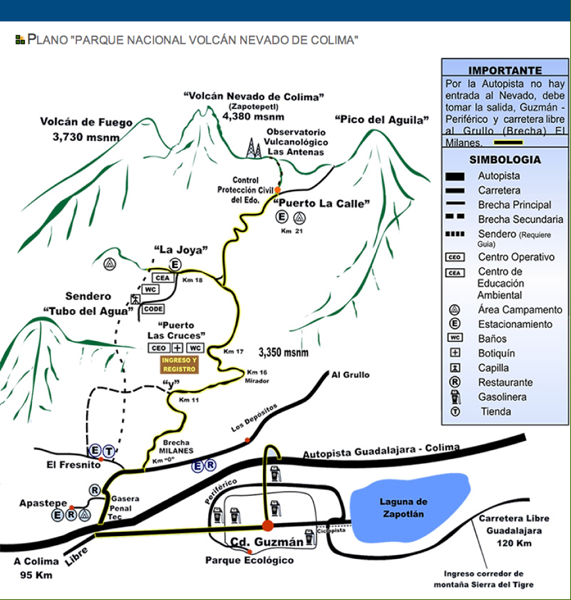 PLANO "PARQUE NACIONAL VOLCÁN NEVADO DE COLIMA"
IMPORTANTE
Por la Autopista no hay
entrada al Nevado, debe
tomar la salida, Guzmán -
Periférico y carretera libre
al Grullo (Brecha) El
Milanes.
SIMBOLOGIA
Autopista
Carretera
Brecha Principal
Brecha Secundaria
Sendero (Requiere
Guia)
CEO Centro Operativo
CEA Centro de
Educación
Ambiental
Área Campamento
E Estacionamiento
WC Baños
Botiquín
Capilla
R Restaurante
Gasolinera
T Tienda
"Volcán Nevado de Colima"
(Zapotepetl)
4,380 msnm
Volcán de Fuego
3,730 msnm
"Pico del Aguila"
Observatorio
Vulcanológico
Las Antenas
Control
Protección Civil
del Edo.
"Puerto La Calle"
E
Km 21
"La Joya"
E
CEA
Km 18
WC
CODE
Sendero
"Tubo del Agua"
"Puerto
Las Cruces"
CEO
WC
INGRESO Y
REGISTRO
Km 17
3,350 msnm
Km 16
Mirador
"y"
Km 11
Al Grullo
Los Depósitos
Brecha
MILANES
Km "0"
E T
El Fresnito
E R
Autopista Guadalajara - Colima
R
Gasera
Penal
Tec
Apastepe
E R
Periférico
Laguna de
Zapotlán
Ciclopista
Cd. Guzmán
Parque Ecológico
Libre
A Colima
95 Km
Carretera Libre
Guadalajara
120 Km
Ingreso corredor de
montaña Sierra del Tigre